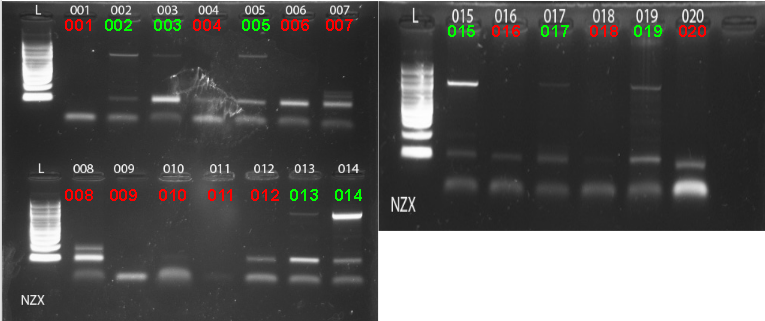 L 001 002 003 004 005 006 007
001 002 003 004 005 006 007
L 008 009 010 011 012 013 014
008 009 010 011 012 013 014
NZX
L 015 016 017 018 019 020
015 016 017 018 019 020
NZX